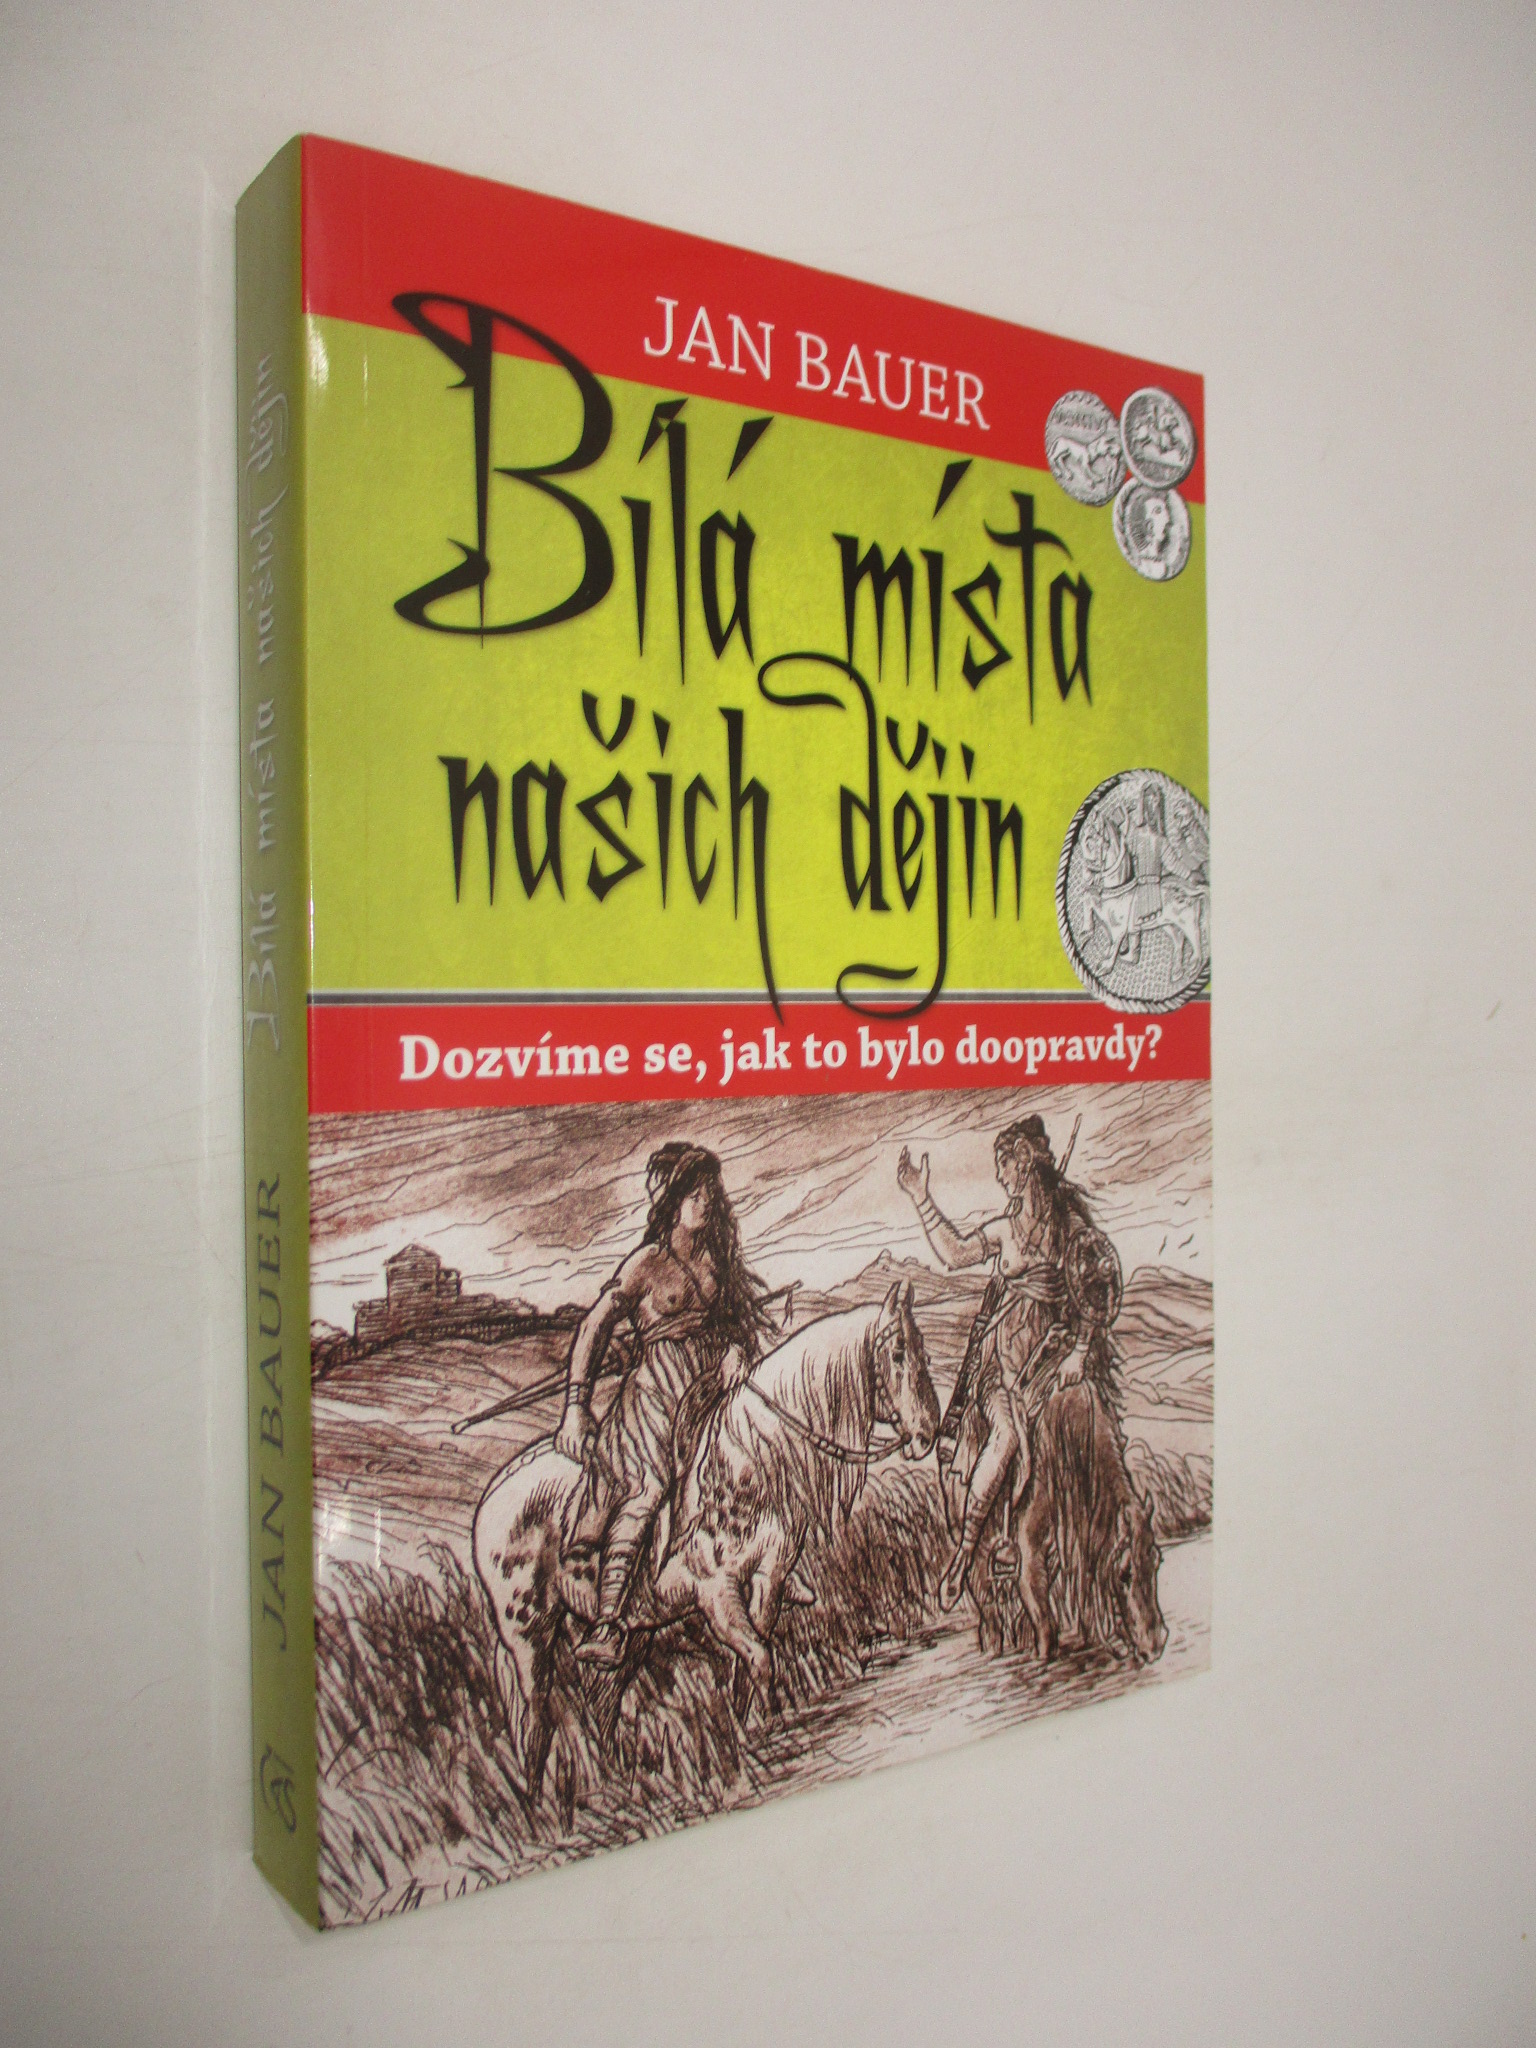 JAN BAUER
Bílá místa
našich dějin
Dozvíme se, jak to bylo doopravdy?
JAN BAUER Bílá místa našich dějin